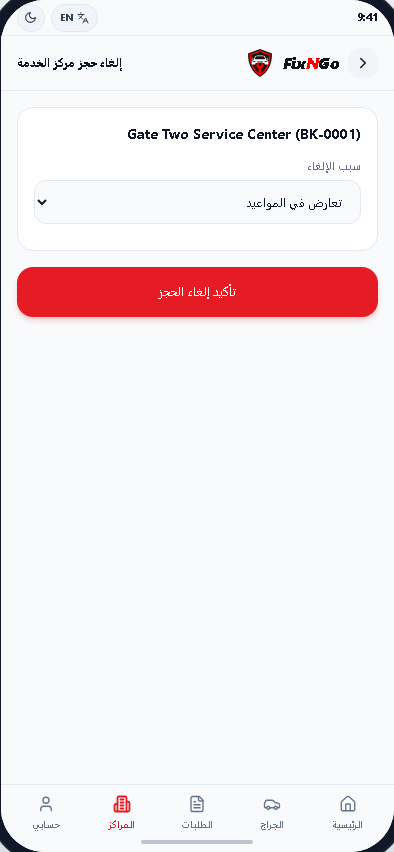 9:41
EN
FixNGo
إلغاء حجز مركز الخدمة
Gate Two Service Center (BK-0001)
سبب الإلغاء
تعارض في المواعيد
تأكيد إلغاء الحجز
الرئيسية
الجراج
الطلبات
المراكز
حسابي